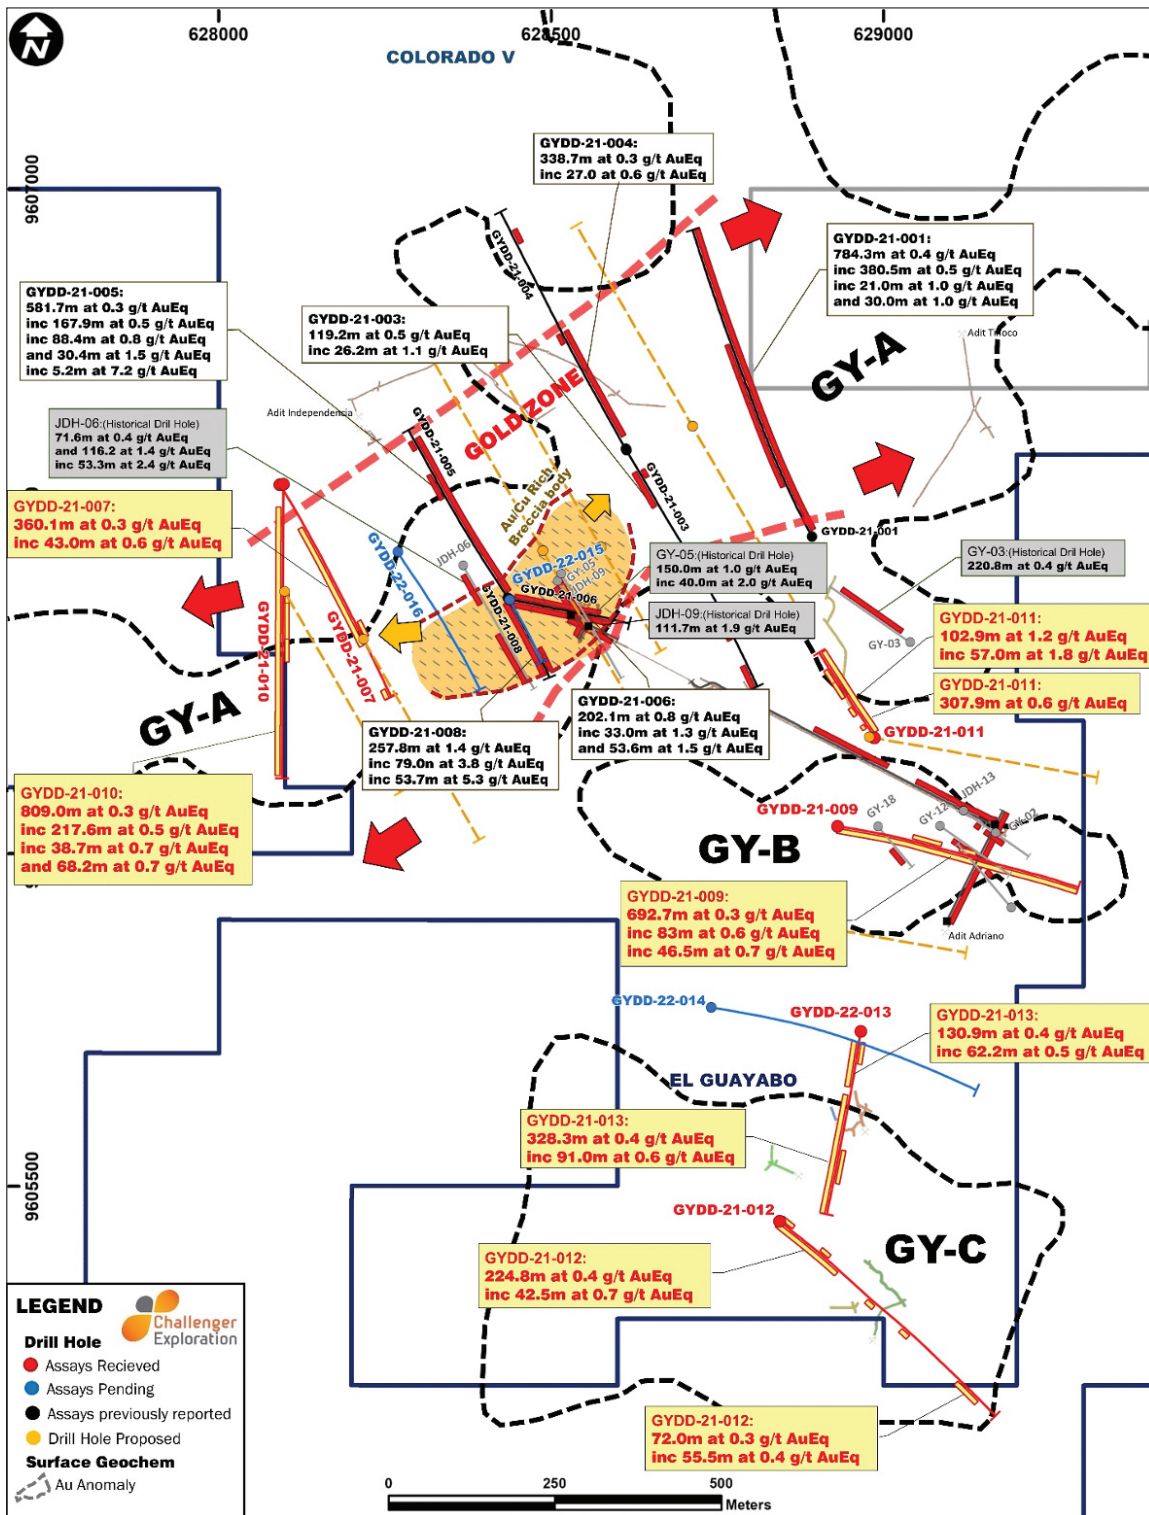 N
628000
628500
629000
COLORADO V
9607000
GYDD-21-004:
338.7m at 0.3 g/t AuEq
inc 27.0 at 0.6 g/t AuEq
GYDD-21-001:
784.3m at 0.4 g/t AuEq
inc 380.5m at 0.5 g/t AuEq
inc 21.0m at 1.0 g/t AuEq
and 30.0m at 1.0 g/t AuEq
GYDD-21-005:
581.7m at 0.3 g/t AuEq
inc 167.9m at 0.5 g/t AuEq
inc 88.4m at 0.8 g/t AuEq
and 30.4m at 1.5 g/t AuEq
inc 5.2m at 7.2 g/t AuEq
GYDD-21-003:
119.2m at 0.5 g/t AuEq
inc 26.2m at 1.1 g/t AuEq
GYDD-21-004
Adit Tinoco
GY-A
Adit Independencia
GOLD ZONE
JDH-06:(Historical Dril Hole)
71.6m at 0.4 g/t AuEq
and 116.2 at 1.4 g/t AuEq
inc 53.3m at 2.4 g/t AuEq
GYDD-21-005
GYDD-21-003
GYDD-21-001
Au/Cu Rich
Breccia body
GYDD-21-007:
360.1m at 0.3 g/t AuEq
inc 43.0m at 0.6 g/t AuEq
JDH-06
GYDD-22-015
GYDD-22-016
GY-05
JDH-09
GYDD-21-006
GYDD-21-008
GY-05:(Historical Drill Hole)
150.0m at 1.0 g/t AuEq
inc 40.0m at 2.0 g/t AuEq
GY-03:(Historical Drill Hole)
220.8m at 0.4 g/t AuEq
JDH-09:(Historical Drill Hole)
111.7m at 1.9 g/t AuEq
GY-03
GYDD-21-011:
102.9m at 1.2 g/t AuEq
inc 57.0m at 1.8 g/t AuEq
GYDD-21-010
GYDD-21-007
GY-A
GYDD-21-011:
307.9m at 0.6 g/t AuEq
GYDD-21-006:
202.1m at 0.8 g/t AuEq
inc 33.0m at 1.3 g/t AuEq
and 53.6m at 1.5 g/t AuEq
GYDD-21-008:
257.8m at 1.4 g/t AuEq
inc 79.0n at 3.8 g/t AuEq
inc 53.7m at 5.3 g/t AuEq
GYDD-21-011
GYDD-21-010:
809.0m at 0.3 g/t AuEq
inc 217.6m at 0.5 g/t AuEq
inc 38.7m at 0.7 g/t AuEq
and 68.2m at 0.7 g/t AuEq
GYDD-21-009
JDH-13
GY-18
GY-12
GY-02
GY-B
GYDD-21-009:
692.7m at 0.3 g/t AuEq
inc 83m at 0.6 g/t AuEq
inc 46.5m at 0.7 g/t AuEq
Adit Adriano
GYDD-22-014
GYDD-22-013
GYDD-21-013:
130.9m at 0.4 g/t AuEq
inc 62.2m at 0.5 g/t AuEq
EL GUAYABO
GYDD-21-013:
328.3m at 0.4 g/t AuEq
inc 91.0m at 0.6 g/t AuEq
9605500
GYDD-21-012
GY-C
GYDD-21-012:
224.8m at 0.4 g/t AuEq
inc 42.5m at 0.7 g/t AuEq
GYDD-21-012:
72.0m at 0.3 g/t AuEq
inc 55.5m at 0.4 g/t AuEq
LEGEND
Challenger
Exploration
Drill Hole
Assays Recieved
Assays Pending
Assays previously reported
Drill Hole Proposed
Surface Geochem
Au Anomaly
0
250
500
Meters